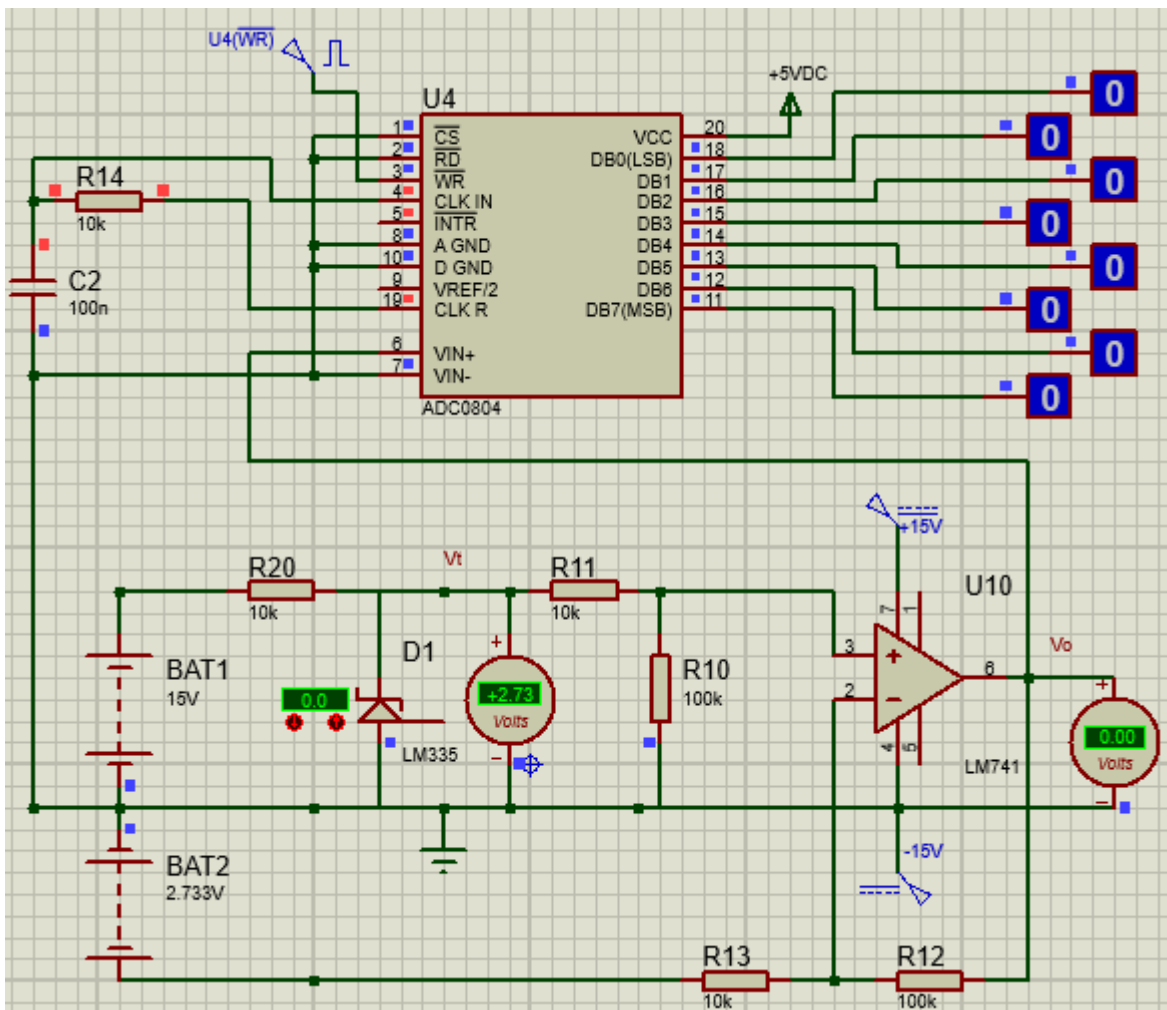 U4(WR)
+5VDC
U4
0
0
0
0
0
0
0
0
R14
10k
C2
100n
1
CS
2
RD
3
WR
4
CLK IN
5
INTR
8
A GND
10
D GND
9
VREF/2
19
CLK R
6
VIN+
7
VIN-
VCC
20
DB0(LSB)
18
DB1
17
DB2
16
DB3
15
DB4
14
DB5
13
DB6
12
DB7(MSB)
11
ADC0804
+15V
R20
10k
Vt
R11
10k
U10
7
1
3
2
6
4
5
+
−
LM741
Vo
BAT1
15V
0.0
D1
LM335
+
+2.73
Volts
−
R10
100k
+
0.00
Volts
−
BAT2
2.733V
-15V
R13
10k
R12
100k